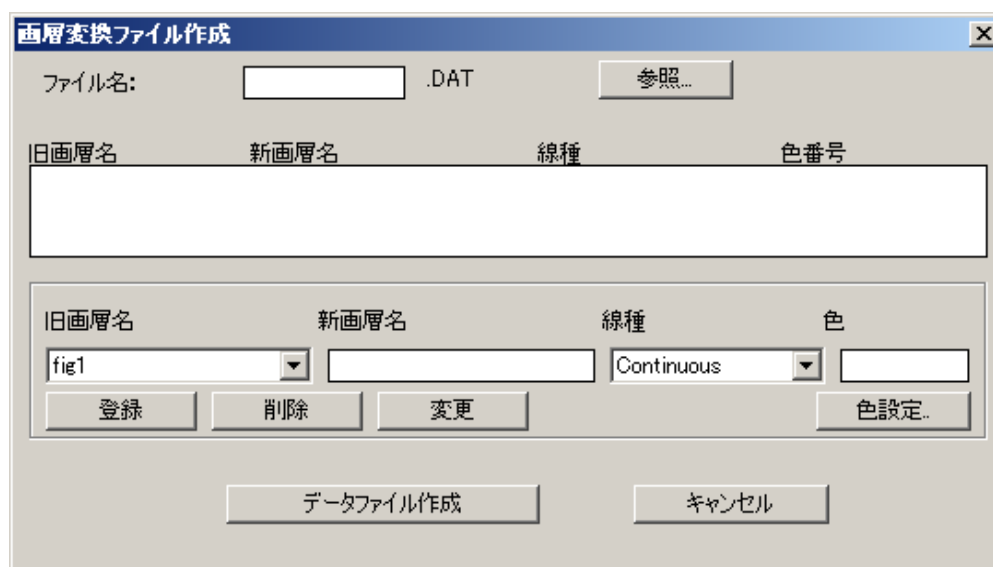 画層変換ファイル作成
ファイル名: .DAT 参照...
旧画層名 新画層名 線種 色番号
旧画層名 新画層名 線種 色
fig1 Continuous
登録 削除 変更 色設定..
データファイル作成 キャンセル